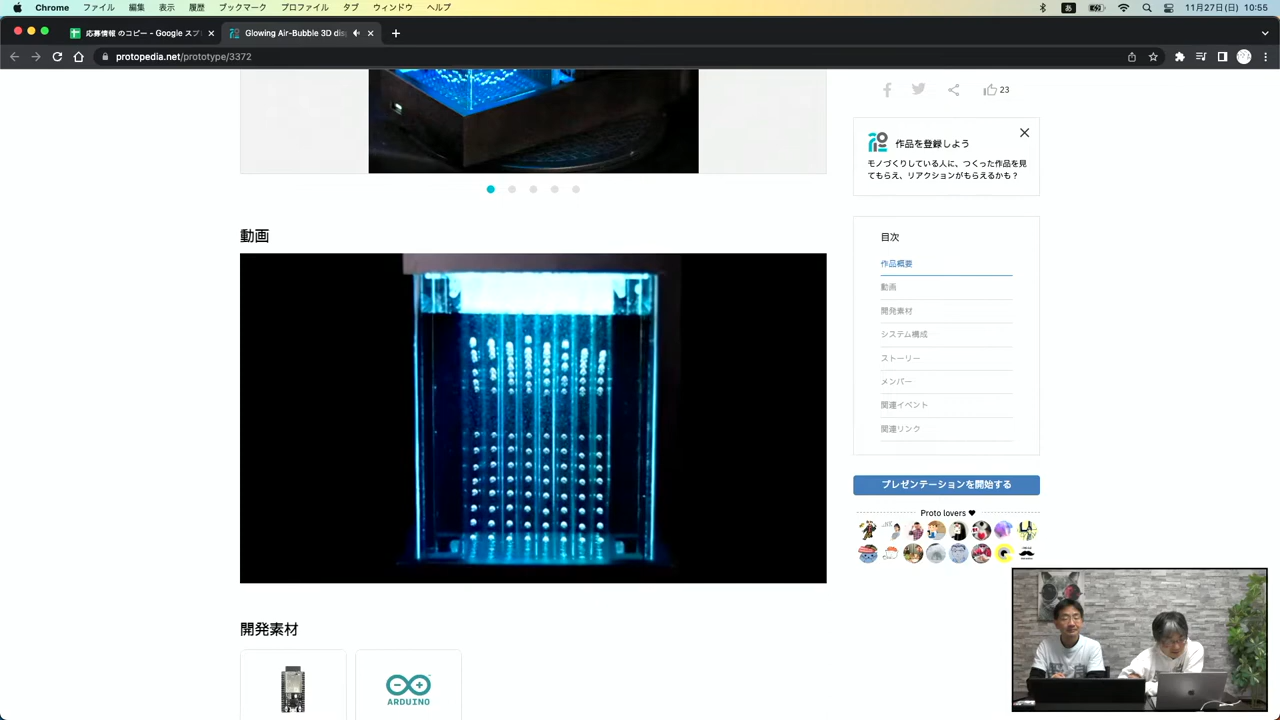 Chrome ファイル 編集 表示 履歴 ブックマーク プロファイル タブ ウィンドウ ヘルプ
あ 11月27日(日) 10:55
応募情報 のコピー - Google スプ
Glowing Air-Bubble 3D dis
protopedia.net/prototype/3372
23
作品を登録しよう
モノづくりしている人に、つくった作品を見
てもらえ、リアクションがもらえるかも？
動画
目次
作品概要
動画
開発素材
システム構成
ストーリー
メンバー
関連イベント
関連リンク
プレゼンテーションを開始する
Proto lovers ♥
開発素材
ARDUINO